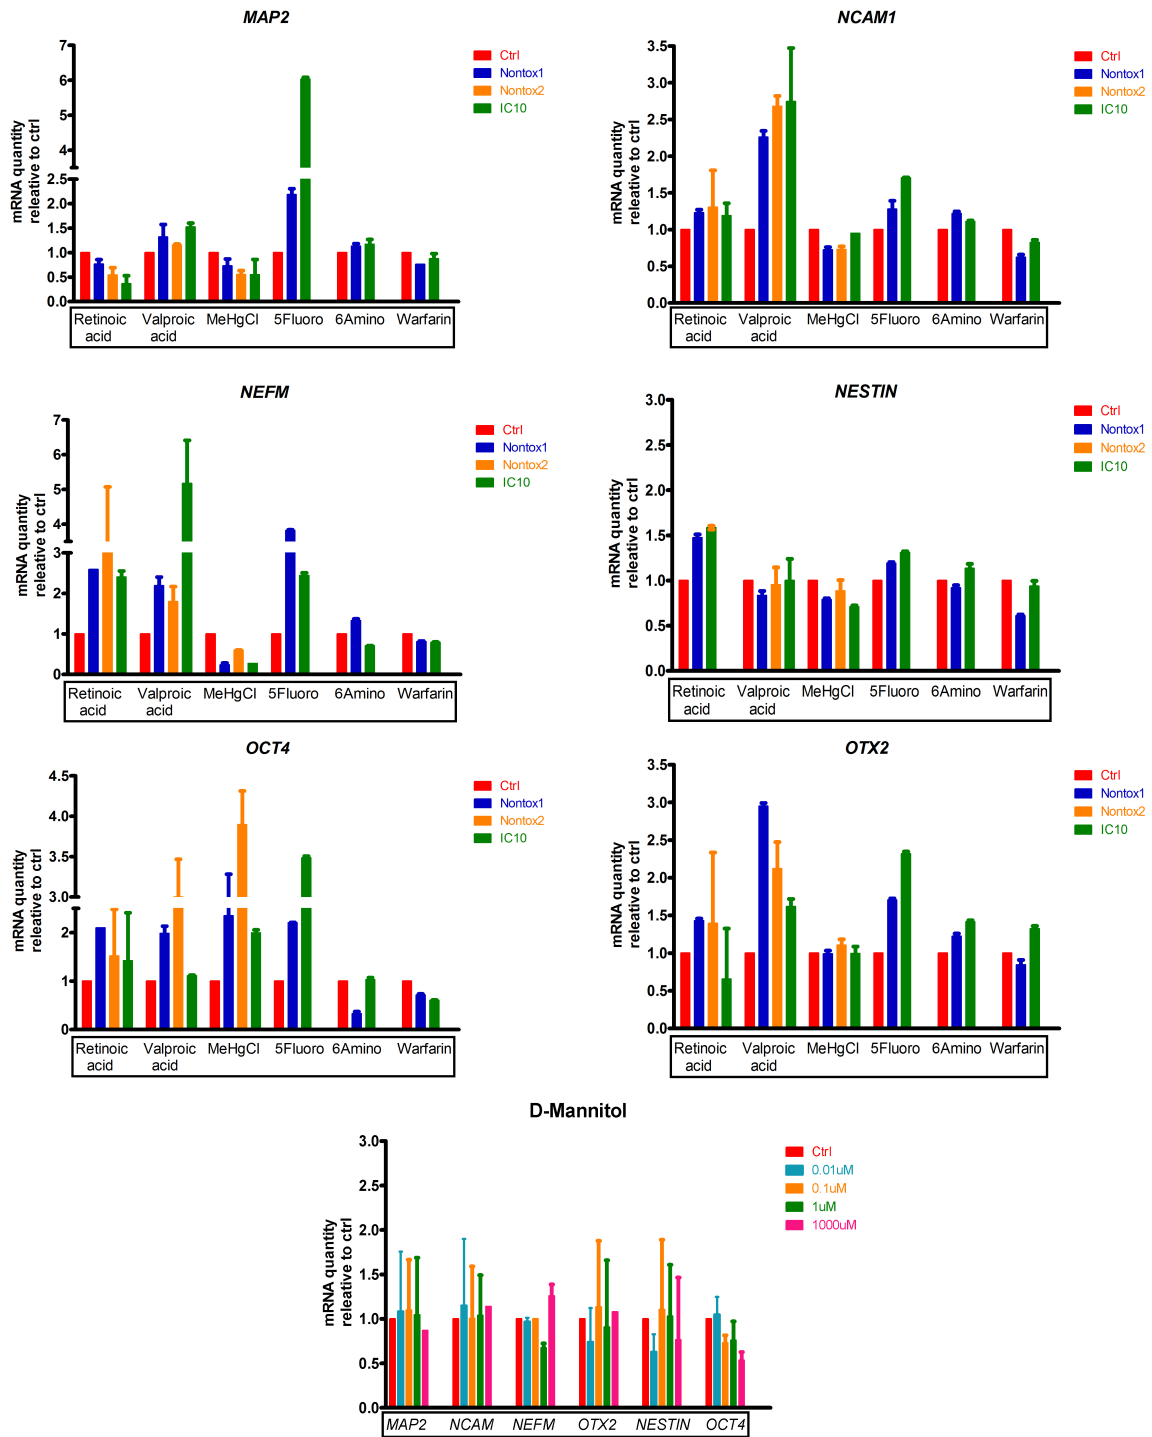 MAP2
7
6
5
4
2.5
2.0
1.5
1.0
0.5
0.0
mRNA quantity
releative to ctrl
Ctrl
Nontox1
Nontox2
IC10
Retinoic acid
Valproic acid
MeHgCl
5Fluoro
6Amino
Warfarin
NCAM1
3.5
3.0
2.5
2.0
1.5
1.0
0.5
0.0
mRNA quantity
releative to ctrl
Ctrl
Nontox1
Nontox2
IC10
Retinoic acid
Valproic acid
MeHgCl
5Fluoro
6Amino
Warfarin
NEFM
7
6
5
4
3
2
1
0
mRNA quantity
releative to ctrl
Ctrl
Nontox1
Nontox2
IC10
Retinoic acid
Valproic acid
MeHgCl
5Fluoro
6Amino
Warfarin
NESTIN
3.0
2.5
2.0
1.5
1.0
0.5
0.0
mRNA quantity
releative to ctrl
Ctrl
Nontox1
Nontox2
IC10
Retinoic acid
Valproic acid
MeHgCl
5Fluoro
6Amino
Warfarin
OCT4
4.5
4.0
3.5
3.0
2
1
0
mRNA quantity
releative to ctrl
Ctrl
Nontox1
Nontox2
IC10
Retinoic acid
Valproic acid
MeHgCl
5Fluoro
6Amino
Warfarin
OTX2
3.5
3.0
2.5
2.0
1.5
1.0
0.5
0.0
mRNA quantity
releative to ctrl
Ctrl
Nontox1
Nontox2
IC10
Retinoic acid
Valproic acid
MeHgCl
5Fluoro
6Amino
Warfarin
D-Mannitol
3.0
2.5
2.0
1.5
1.0
0.5
0.0
mRNA quantity
releative to ctrl
Ctrl
0.01uM
0.1uM
1uM
1000uM
MAP2
NCAM
NEFM
OTX2
NESTIN
OCT4